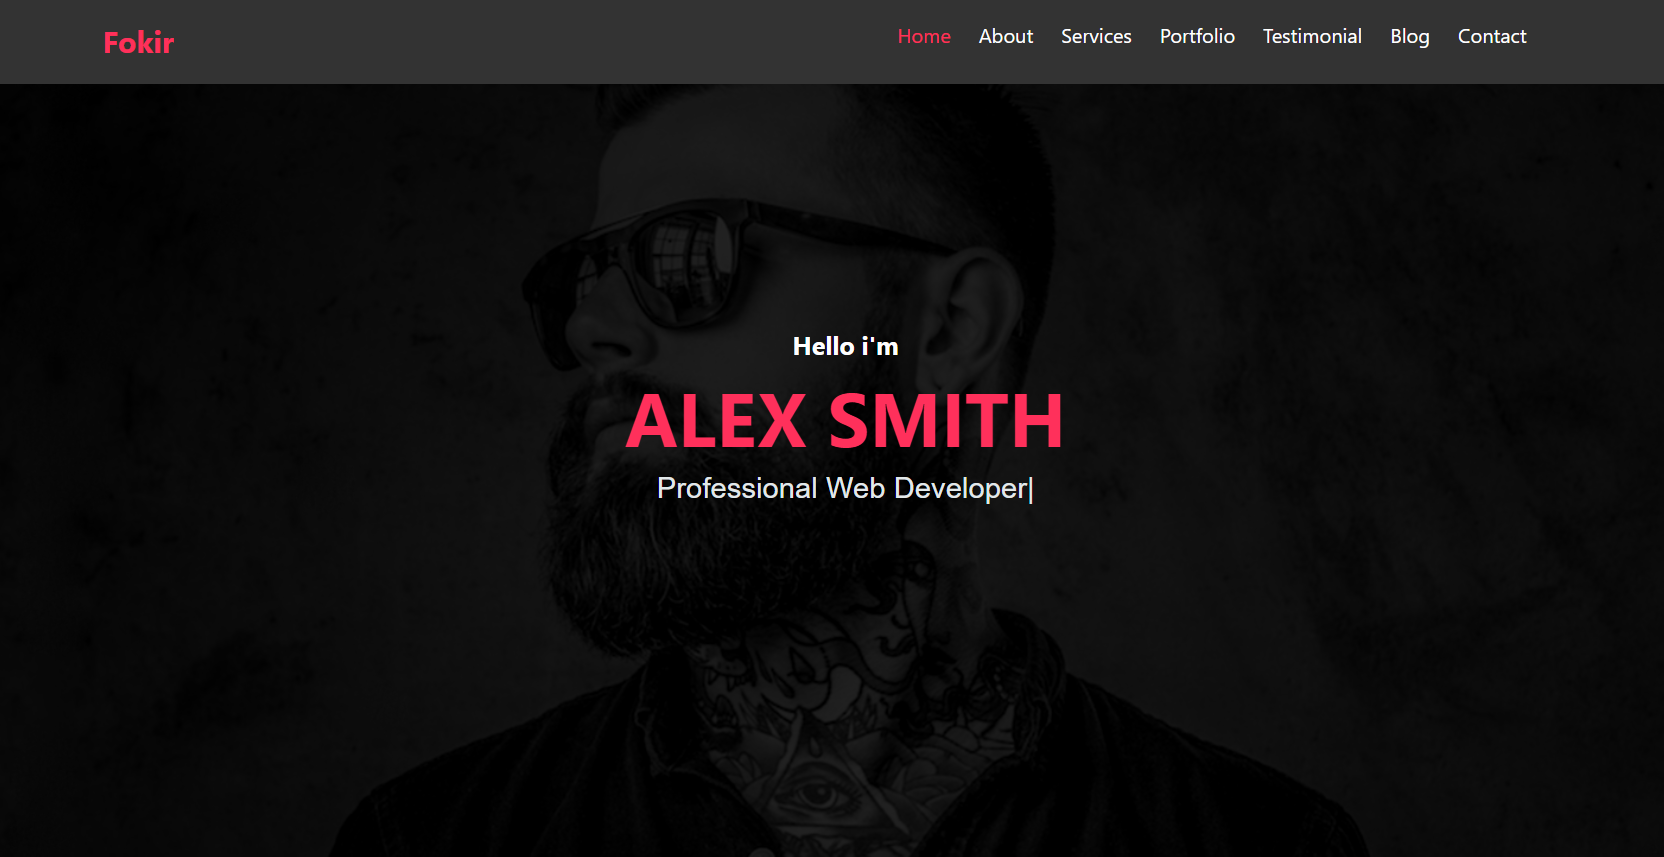 Fokir
Home About Services Portfolio Testimonial Blog Contact
Hello i'm
ALEX SMITH
Professional Web Developer|